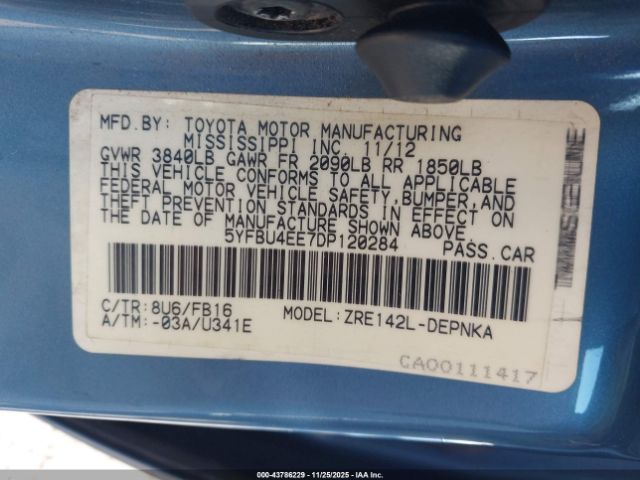 MFD.BY: TOYOTA MOTOR MANUFACTURING
MISSISSIPPI INC. 11/12
GVWR 3840LB GAWR FR 2090LB RR 1850LB
THIS VEHICLE CONFORMS TO ALL APPLICABLE
FEDERAL MOTOR VEHICLE SAFETY,BUMPER,AND
THEFT PREVENTION STANDARDS IN EFFECT ON
THE DATE OF MANUFACTURE SHOWN ABOVE.
5YFBU4EE7DP120284 PASS.CAR
C/TR:8U6/FB16
A/TM:-03A/U341E
MODEL:ZRE142L-DEPNKA
CA00111417
000-43786229 - 11/25/2025 - IAA Inc.